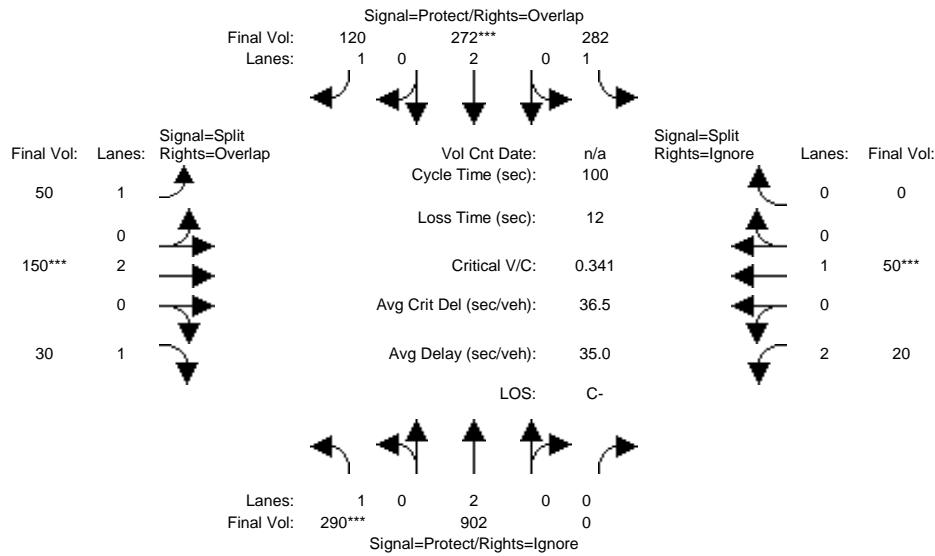 Signal=Protect/Rights=Overlap
Final Vol: 120 272*** 282
Lanes: 1 0 2 0 1
Signal=Split
Final Vol: Lanes: Rights=Overlap
Vol Cnt Date: n/a
Signal=Split
Rights=Ignore Lanes: Final Vol:
Cycle Time (sec): 100
50 1
0 0
Loss Time (sec): 12
0
0
150*** 2
Critical V/C: 0.341
1 50***
0
Avg Crit Del (sec/veh): 36.5
0
30 1
Avg Delay (sec/veh): 35.0
2 20
LOS: C-
Lanes: 1 0 2 0 0
Final Vol: 290*** 902 0
Signal=Protect/Rights=Ignore